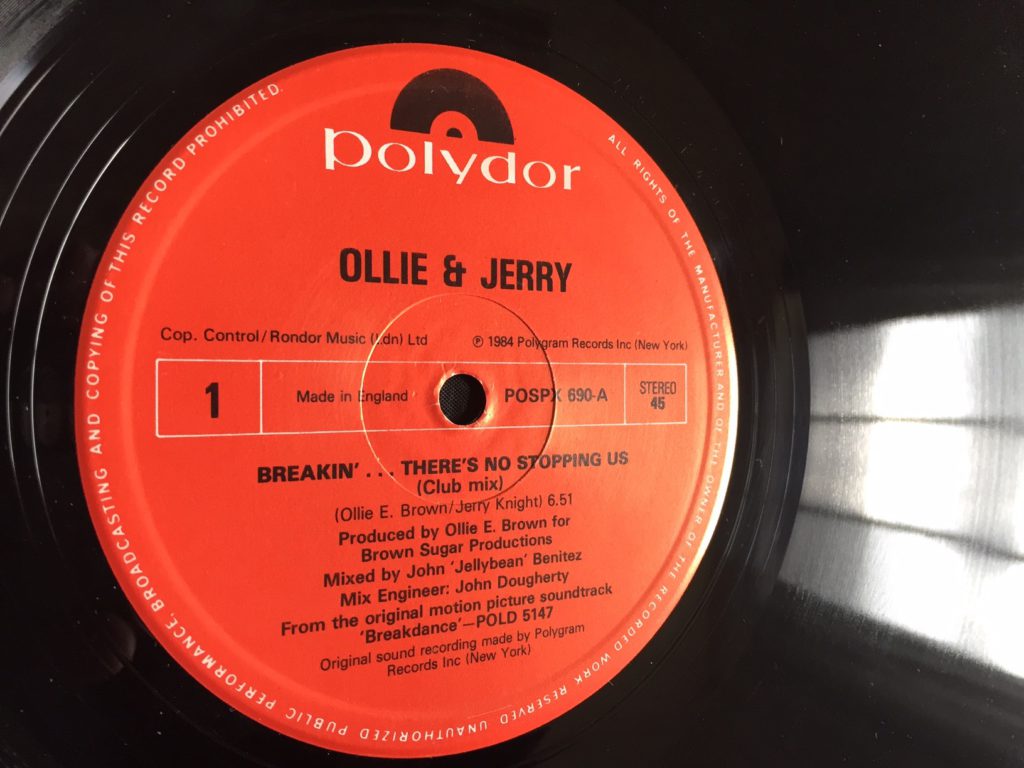 polydor
OLLIE & JERRY
Cop. Control/Rondor Music (Ldn) Ltd
℗ 1984 Polygram Records Inc (New York)
1
Made in England
POSPX 690-A
STEREO
45
BREAKIN' . . . THERE'S NO STOPPING US
(Club mix)
(Ollie E. Brown/Jerry Knight) 6.51
Produced by Ollie E. Brown for
Brown Sugar Productions
Mixed by John 'Jellybean' Benitez
Mix Engineer: John Dougherty
From the original motion picture soundtrack
'Breakdance'—POLD 5147
Original sound recording made by Polygram
Records Inc (New York)
ALL RIGHTS OF THE MANUFACTURER AND OF THE OWNER OF THE RECORDED WORK RESERVED UNAUTHORIZED PUBLIC PERFORMANCE, BROADCASTING AND COPYING OF THIS RECORD PROHIBITED.